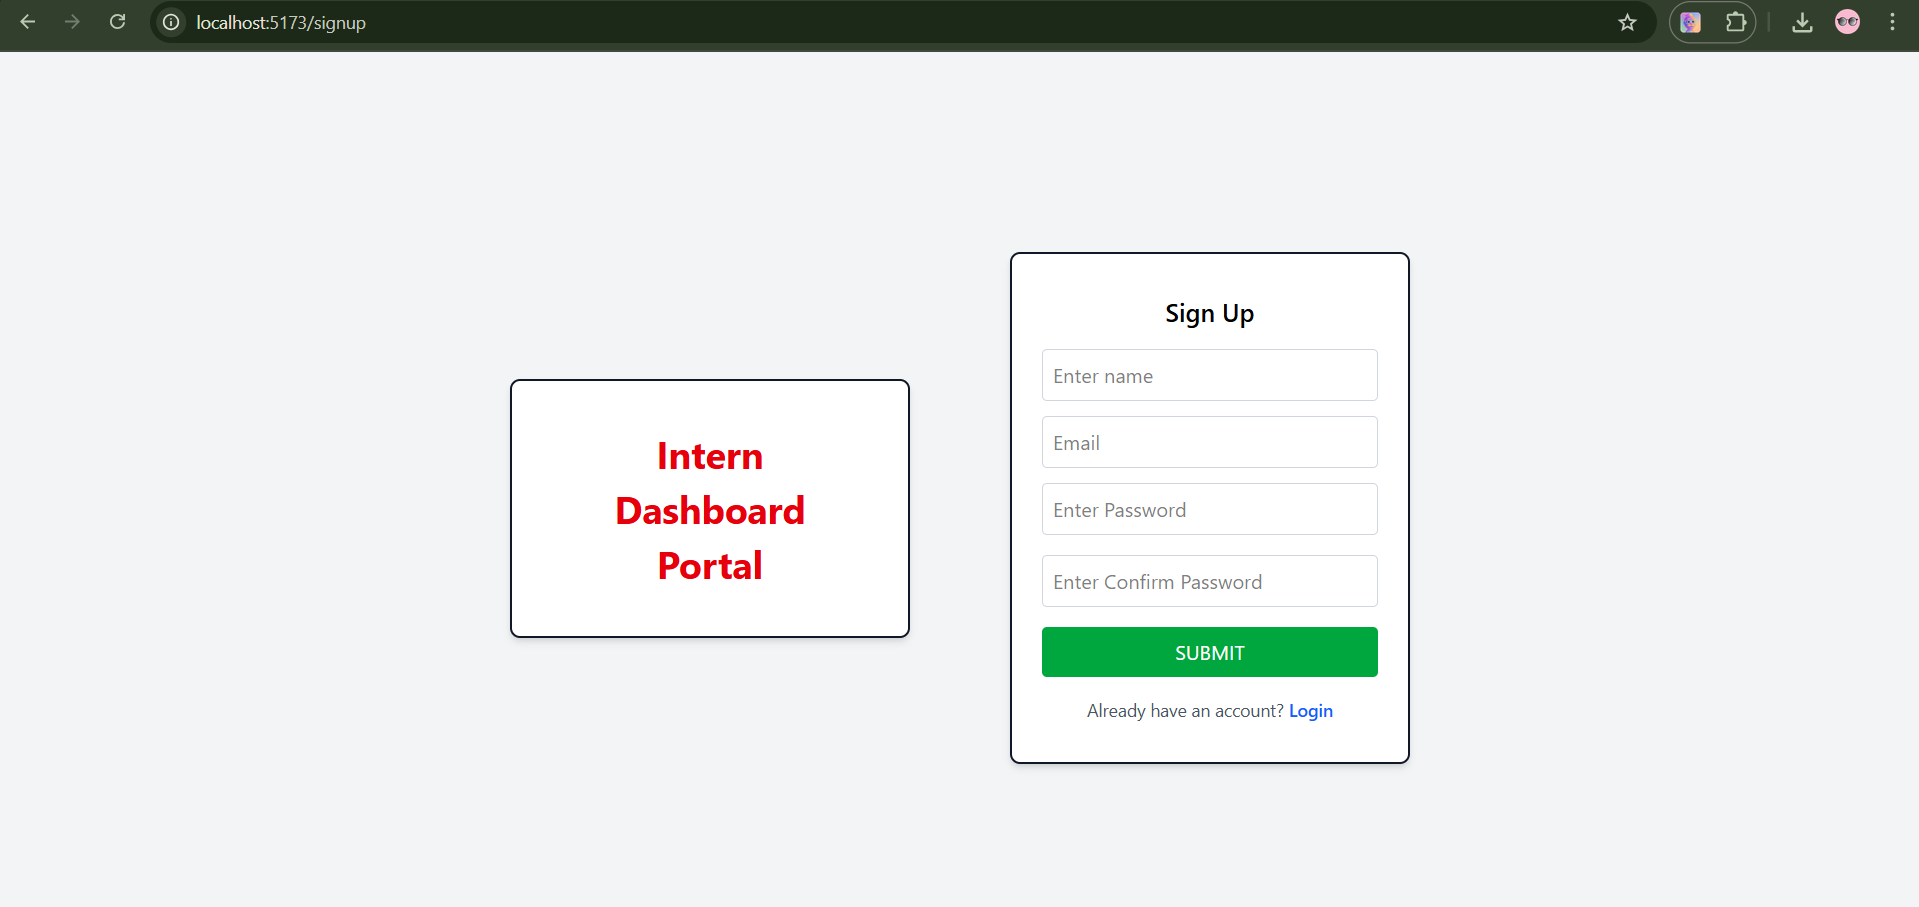 localhost:5173/signup
Intern
Dashboard
Portal
Sign Up
Enter name
Email
Enter Password
Enter Confirm Password
SUBMIT
Already have an account? Login